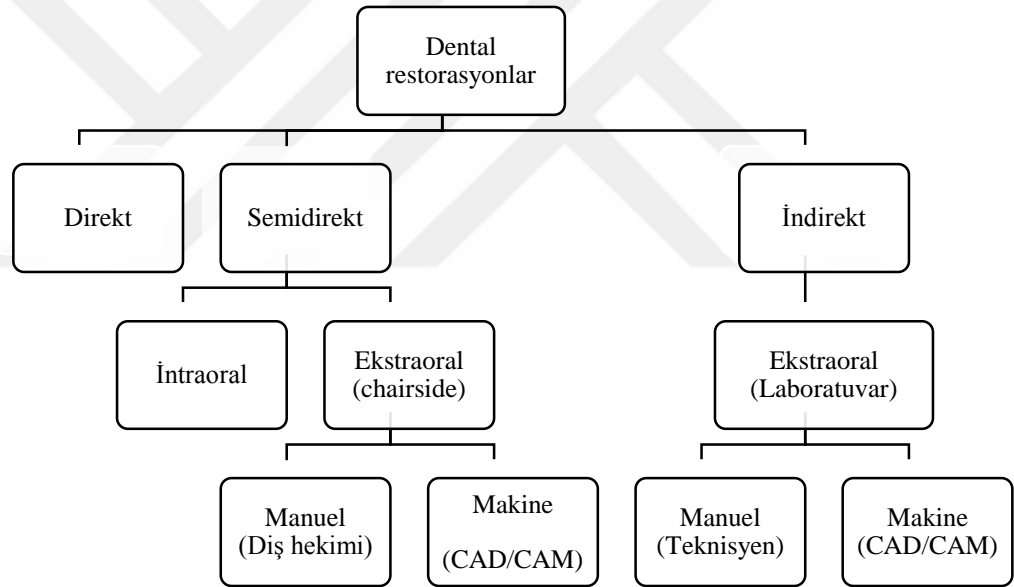 Dental
restorasyonlar
Direkt
Semidirekt
İndirekt
İntraoral
Ekstraoral
(chairside)
Ekstraoral
(Laboratuvar)
Manuel
(Diş hekimi)
Makine
(CAD/CAM)
Manuel
(Teknisyen)
Makine
(CAD/CAM)